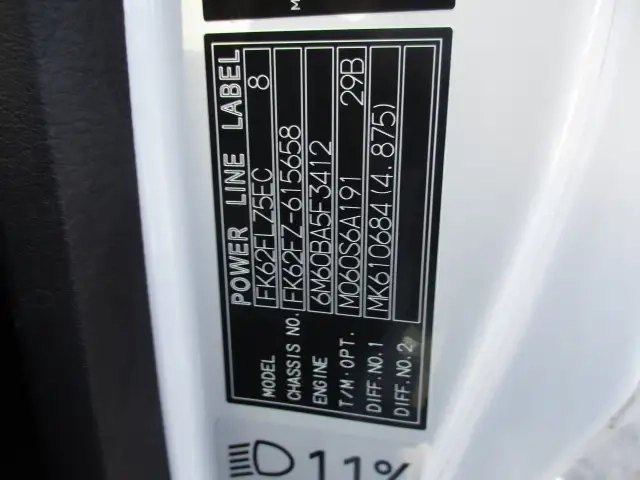 POWER LINE LABEL
MODEL FK62FLZ5EC 8
CHASSIS NO. FK62FZ-615658
ENGINE 6M60BA5F3412
T/M·OPT. M060S6A191 29B
DIFF.NO.1 MK610684(4.875)
DIFF.NO.2
11%